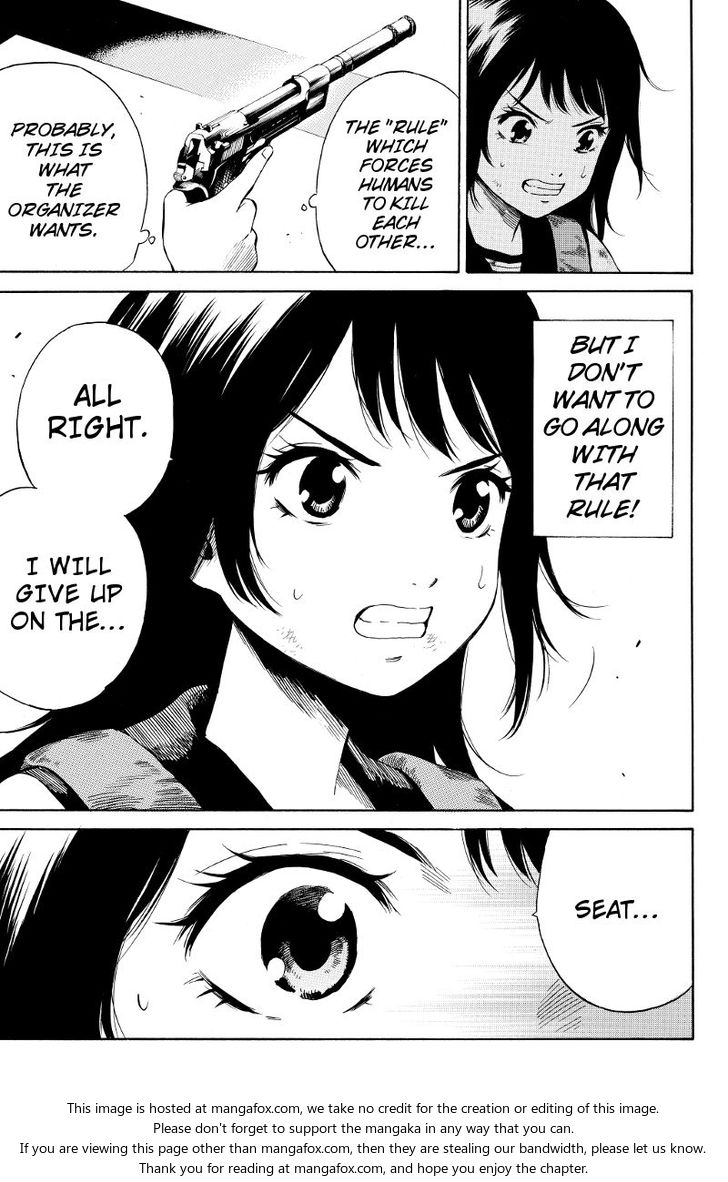 THE "RULE"
WHICH
FORCES
HUMANS
TO KILL
EACH
OTHER...
PROBABLY,
THIS IS
WHAT
THE
ORGANIZER
WANTS.
BUT I
DON'T
WANT TO
GO ALONG
WITH
THAT
RULE!
ALL
RIGHT.
I WILL
GIVE UP
ON THE...
SEAT...
This image is hosted at mangafox.com, we take no credit for the creation or editing of this image.
Please don't forget to support the mangaka in any way that you can.
If you are viewing this page other than mangafox.com, then they are stealing our bandwidth, please let us know.
Thank you for reading at mangafox.com, and hope you enjoy the chapter.